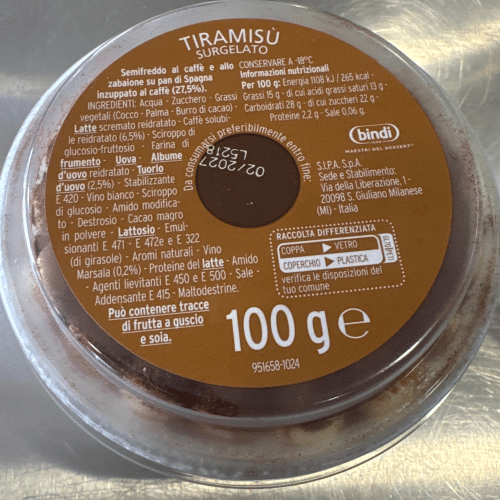 TIRAMISÙ
SURGELATO
Semifreddo al caffè e allo
zabaione su pan di Spagna
inzuppato al caffè (27,5%).
INGREDIENTI: Acqua - Zucchero - Grassi
vegetali (Cocco - Palma - Burro di cacao) -
Latte scremato reidratato - Caffè solubi-
le reidratato (6,5%) - Sciroppo di
glucosio-fruttosio - Farina di
frumento - Uova - Albume
d'uovo reidratato - Tuorlo
d'uovo (2,5%) - Stabilizzante
E 420 - Vino bianco - Sciroppo
di glucosio - Amido modifica-
to - Destrosio - Cacao magro
in polvere - Lattosio - Emul-
sionanti E 471 - E 472e e E 322
(di girasole) - Aromi naturali - Vino
Marsala (0,2%) - Proteine del latte - Amido
- Agenti lievitanti E 450 e E 500 - Sale -
Addensante E 415 - Maltodestrine.
Può contenere tracce
di frutta a guscio
e soia.
CONSERVARE A -18°C
Informazioni nutrizionali
Per 100 g: Energia 1108 kJ / 265 kcal -
Grassi 15 g - di cui acidi grassi saturi 13 g -
Carboidrati 28 g - di cui zuccheri 22 g -
Proteine 2,2 g - Sale 0,06 g.
Da consumarsi preferibilmente entro fine:
02/2027
L5218
bindi
MAESTRI DEL DESSERT
S.I.P.A. S.p.A.
Sede e Stabilimento:
Via della Liberazione, 1 -
20098 S. Giuliano Milanese
(MI) - Italia
RACCOLTA DIFFERENZIATA
COPPA VETRO
COPERCHIO PLASTICA
verifica le disposizioni del
tuo comune
100 g e
951658-1024